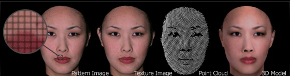 Pattern Image
Texture Image
Point Cloud
3D Model